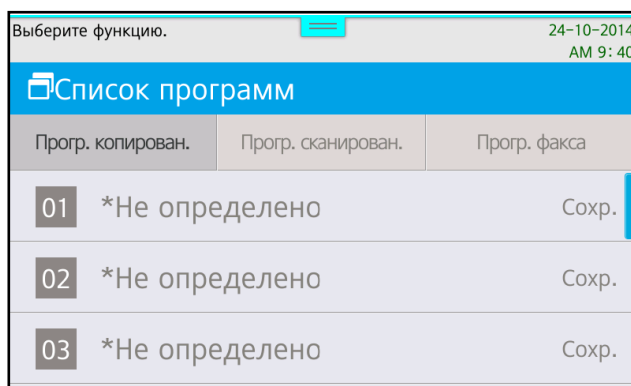 Выберите функцию. 24-10-2014
AM 9:40
Список программ
Прогр. копирован. Прогр. сканирован. Прогр. факса
01 *Не определено Сохр.
02 *Не определено Сохр.
03 *Не определено Сохр.